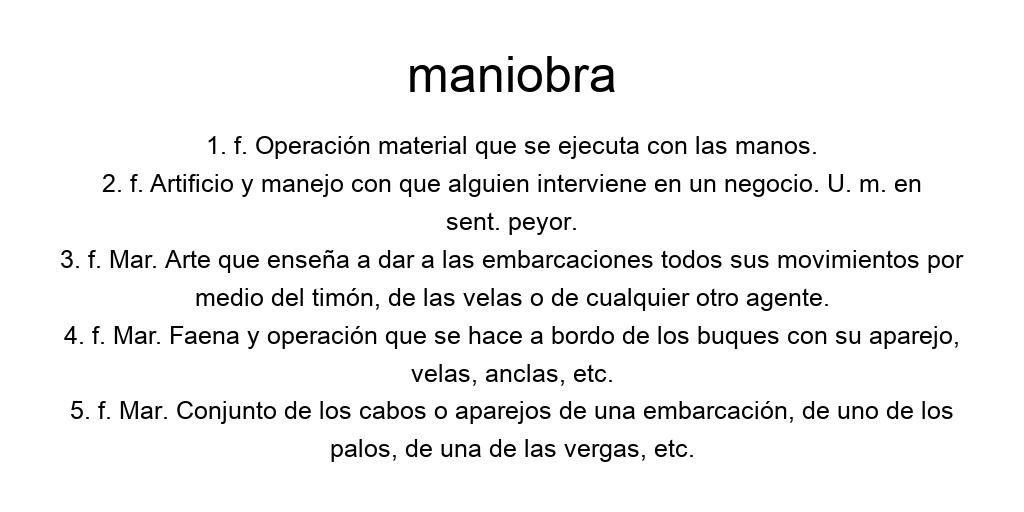 maniobra
1. f. Operación material que se ejecuta con las manos.
2. f. Artificio y manejo con que alguien interviene en un negocio. U. m. en
sent. peyor.
3. f. Mar. Arte que enseña a dar a las embarcaciones todos sus movimientos por
medio del timón, de las velas o de cualquier otro agente.
4. f. Mar. Faena y operación que se hace a bordo de los buques con su aparejo,
velas, anclas, etc.
5. f. Mar. Conjunto de los cabos o aparejos de una embarcación, de uno de los
palos, de una de las vergas, etc.